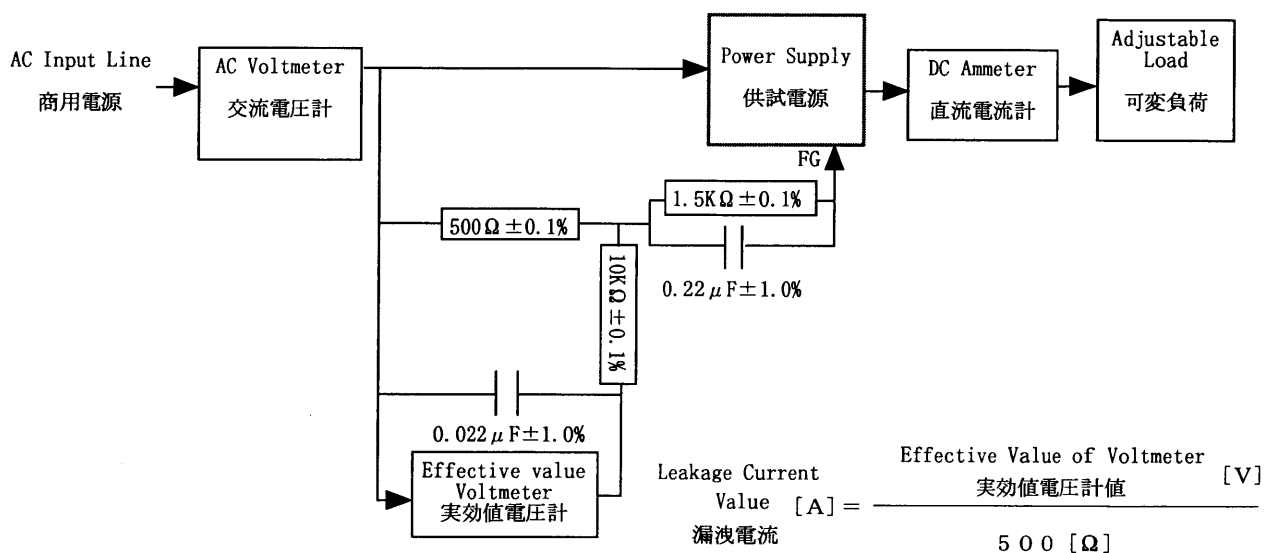 AC Input Line
商用電源
AC Voltmeter
交流電圧計
Power Supply
供試電源
DC Ammeter
直流電流計
Adjustable
Load
可変負荷
FG
1.5KΩ±0.1%
500Ω±0.1%
0.22μF±1.0%
10KΩ±0.1%
0.022μF±1.0%
Effective value
Voltmeter
実効値電圧計
Leakage Current
Value [A]=
漏洩電流
Effective Value of Voltmeter [V]
実効値電圧計値
500[Ω]